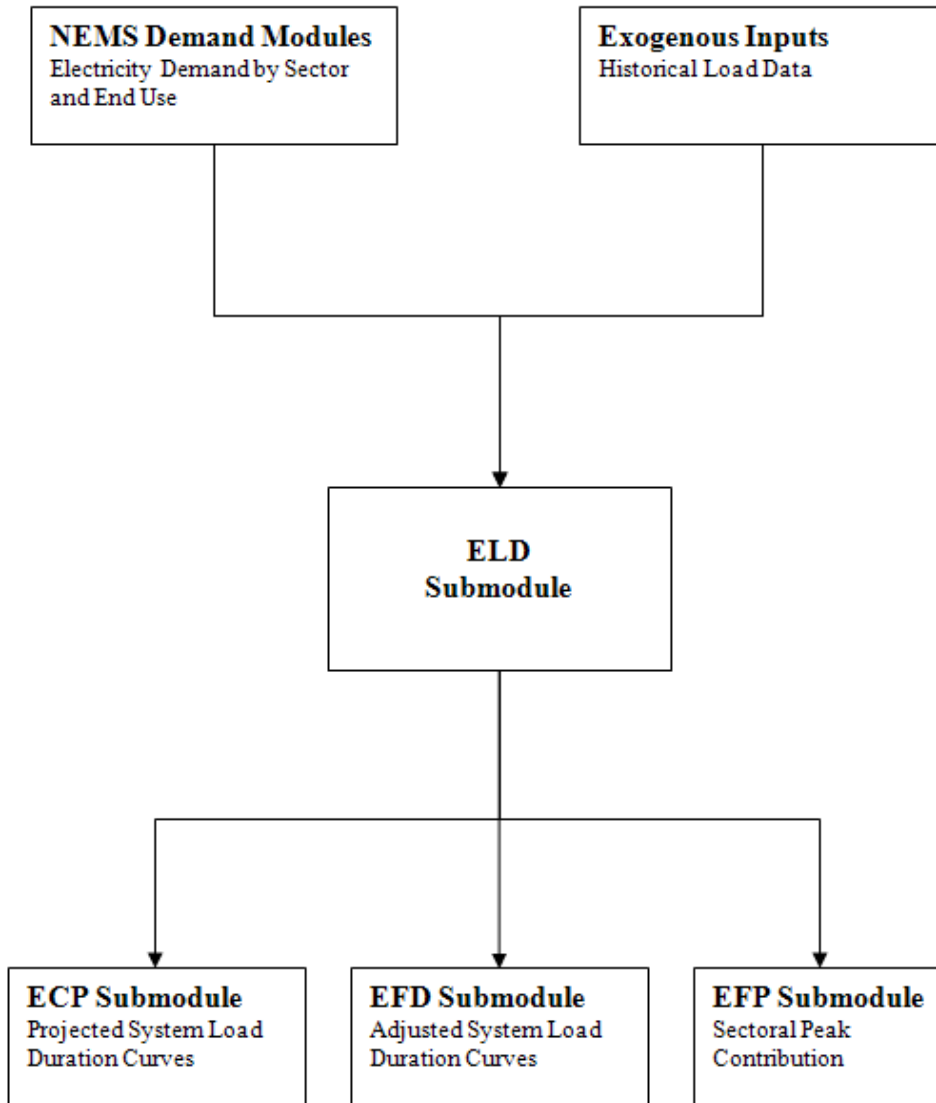 NEMS Demand Modules
Electricity Demand by Sector
and End Use
Exogenous Inputs
Historical Load Data
ELD
Submodule
ECP Submodule
Projected System Load
Duration Curves
EFD Submodule
Adjusted System Load
Duration Curves
EFP Submodule
Sectoral Peak
Contribution